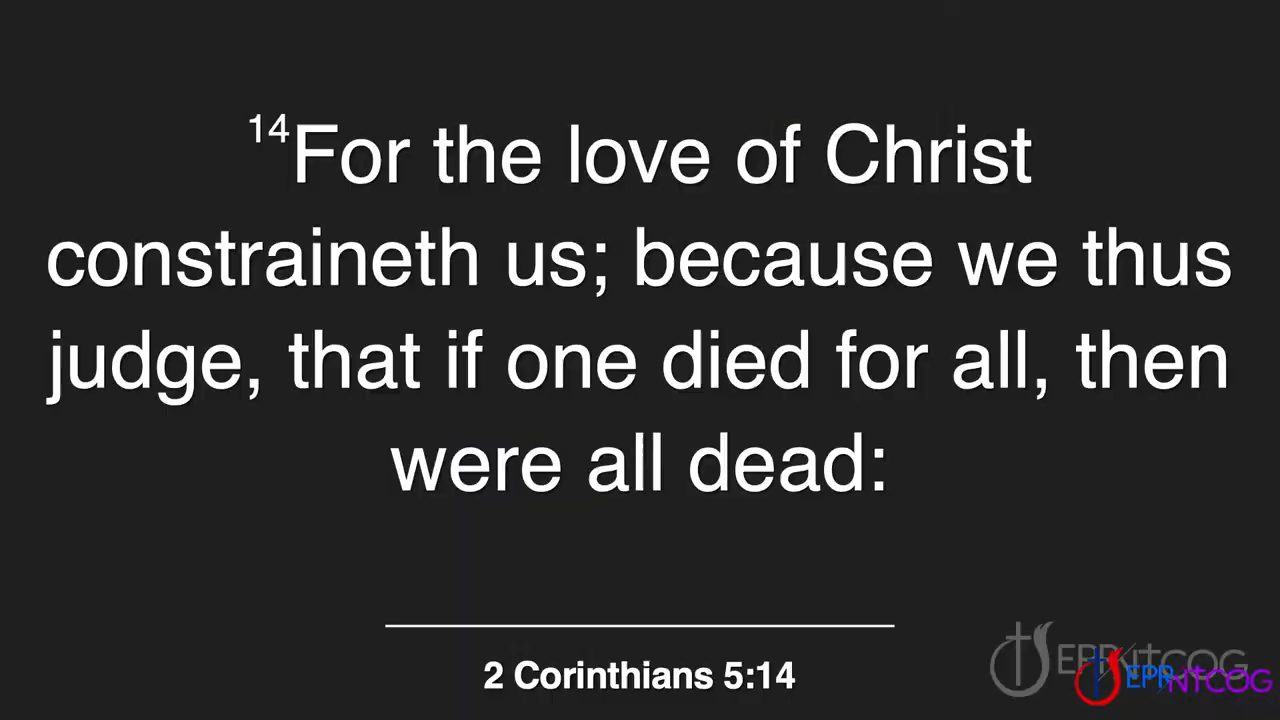 14For the love of Christ
constraineth us; because we thus
judge, that if one died for all, then
were all dead:
2 Corinthians 5:14
NTCOG